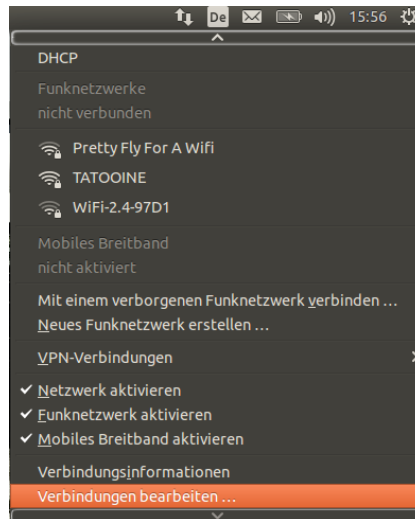 De 15:56
DHCP
Funknetzwerke
nicht verbunden
Pretty Fly For A Wifi
TATOOINE
WiFi-2.4-97D1
Mobiles Breitband
nicht aktiviert
Mit einem verborgenen Funknetzwerk verbinden ...
Neues Funknetzwerk erstellen ...
VPN-Verbindungen
Netzwerk aktivieren
Funknetzwerk aktivieren
Mobiles Breitband aktivieren
Verbindungsinformationen
Verbindungen bearbeiten ...